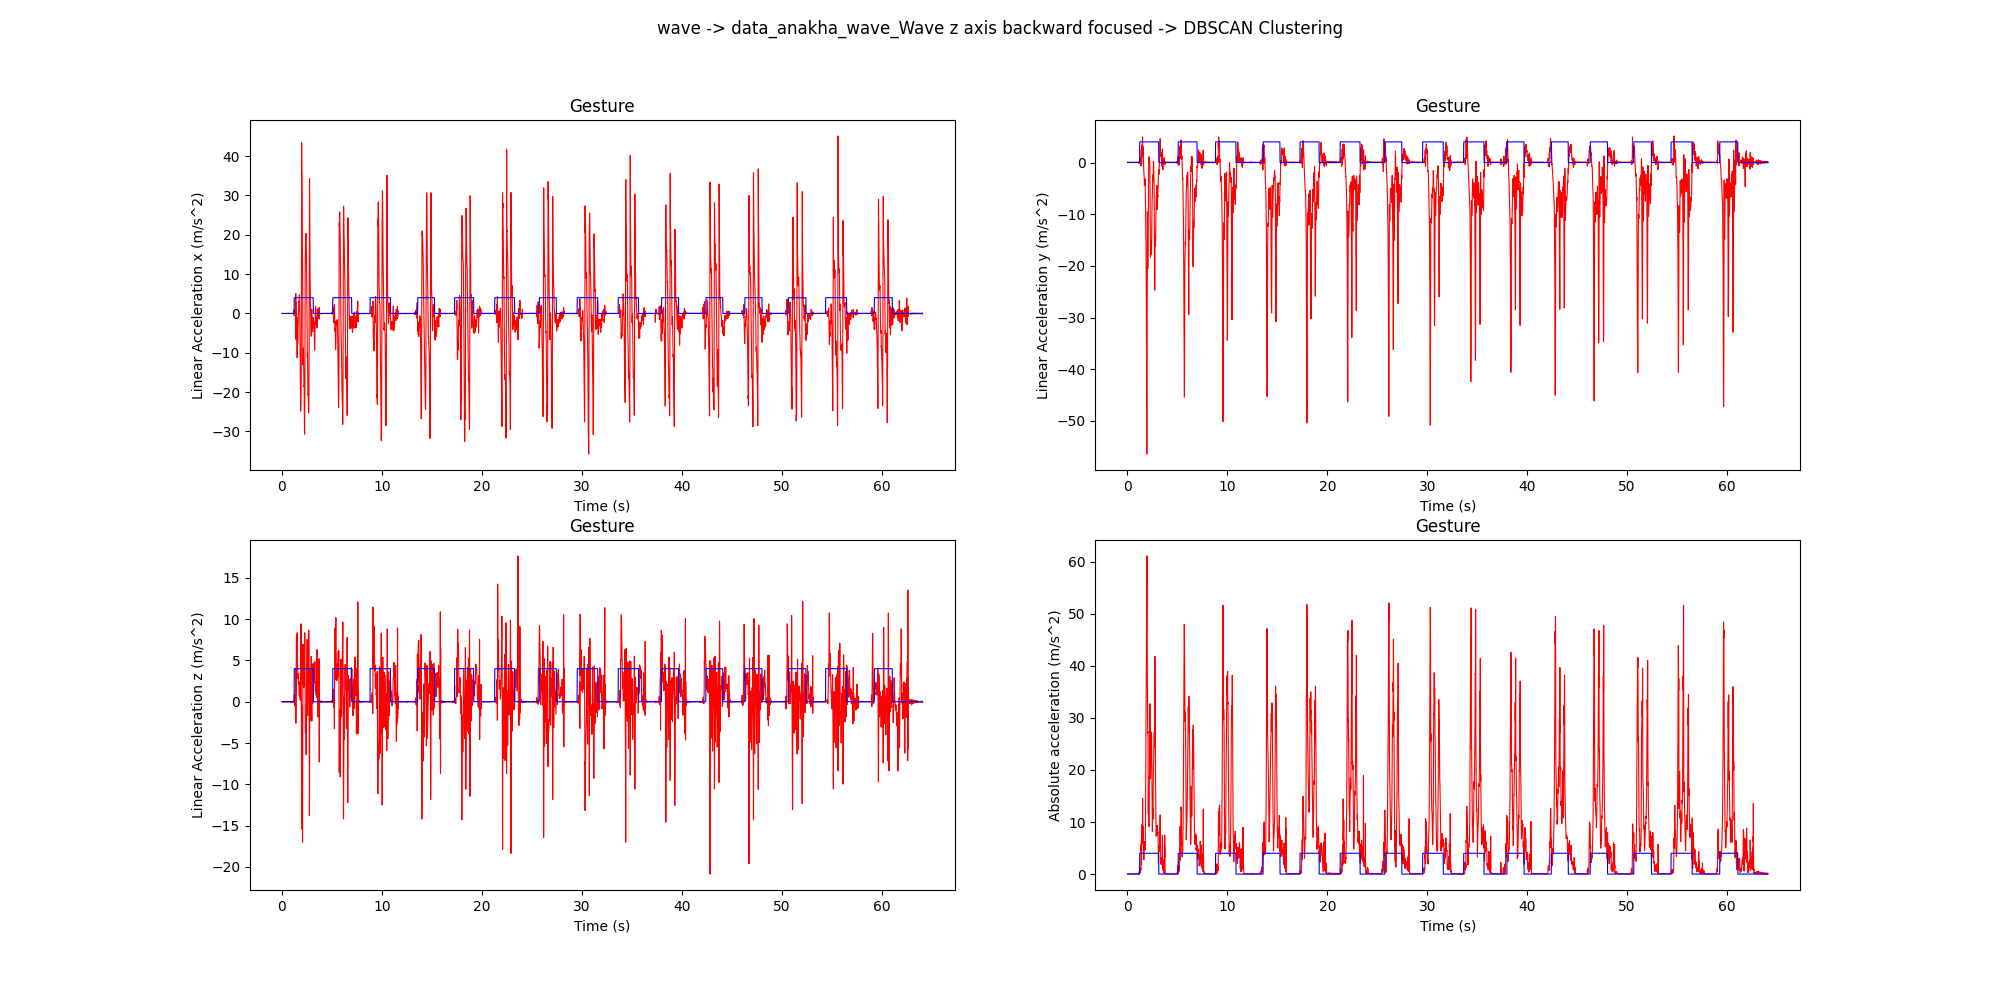 wave -> data_anakha_wave_Wave z axis backward focused -> DBSCAN Clustering
Gesture
Linear Acceleration x (m/s^2)
40
30
20
10
0
−10
−20
−30
0 10 20 30 40 50 60
Time (s)
Gesture
Linear Acceleration y (m/s^2)
0
−10
−20
−30
−40
−50
0 10 20 30 40 50 60
Time (s)
Gesture
Linear Acceleration z (m/s^2)
15
10
5
0
−5
−10
−15
−20
0 10 20 30 40 50 60
Time (s)
Gesture
Absolute acceleration (m/s^2)
60
50
40
30
20
10
0
0 10 20 30 40 50 60
Time (s)